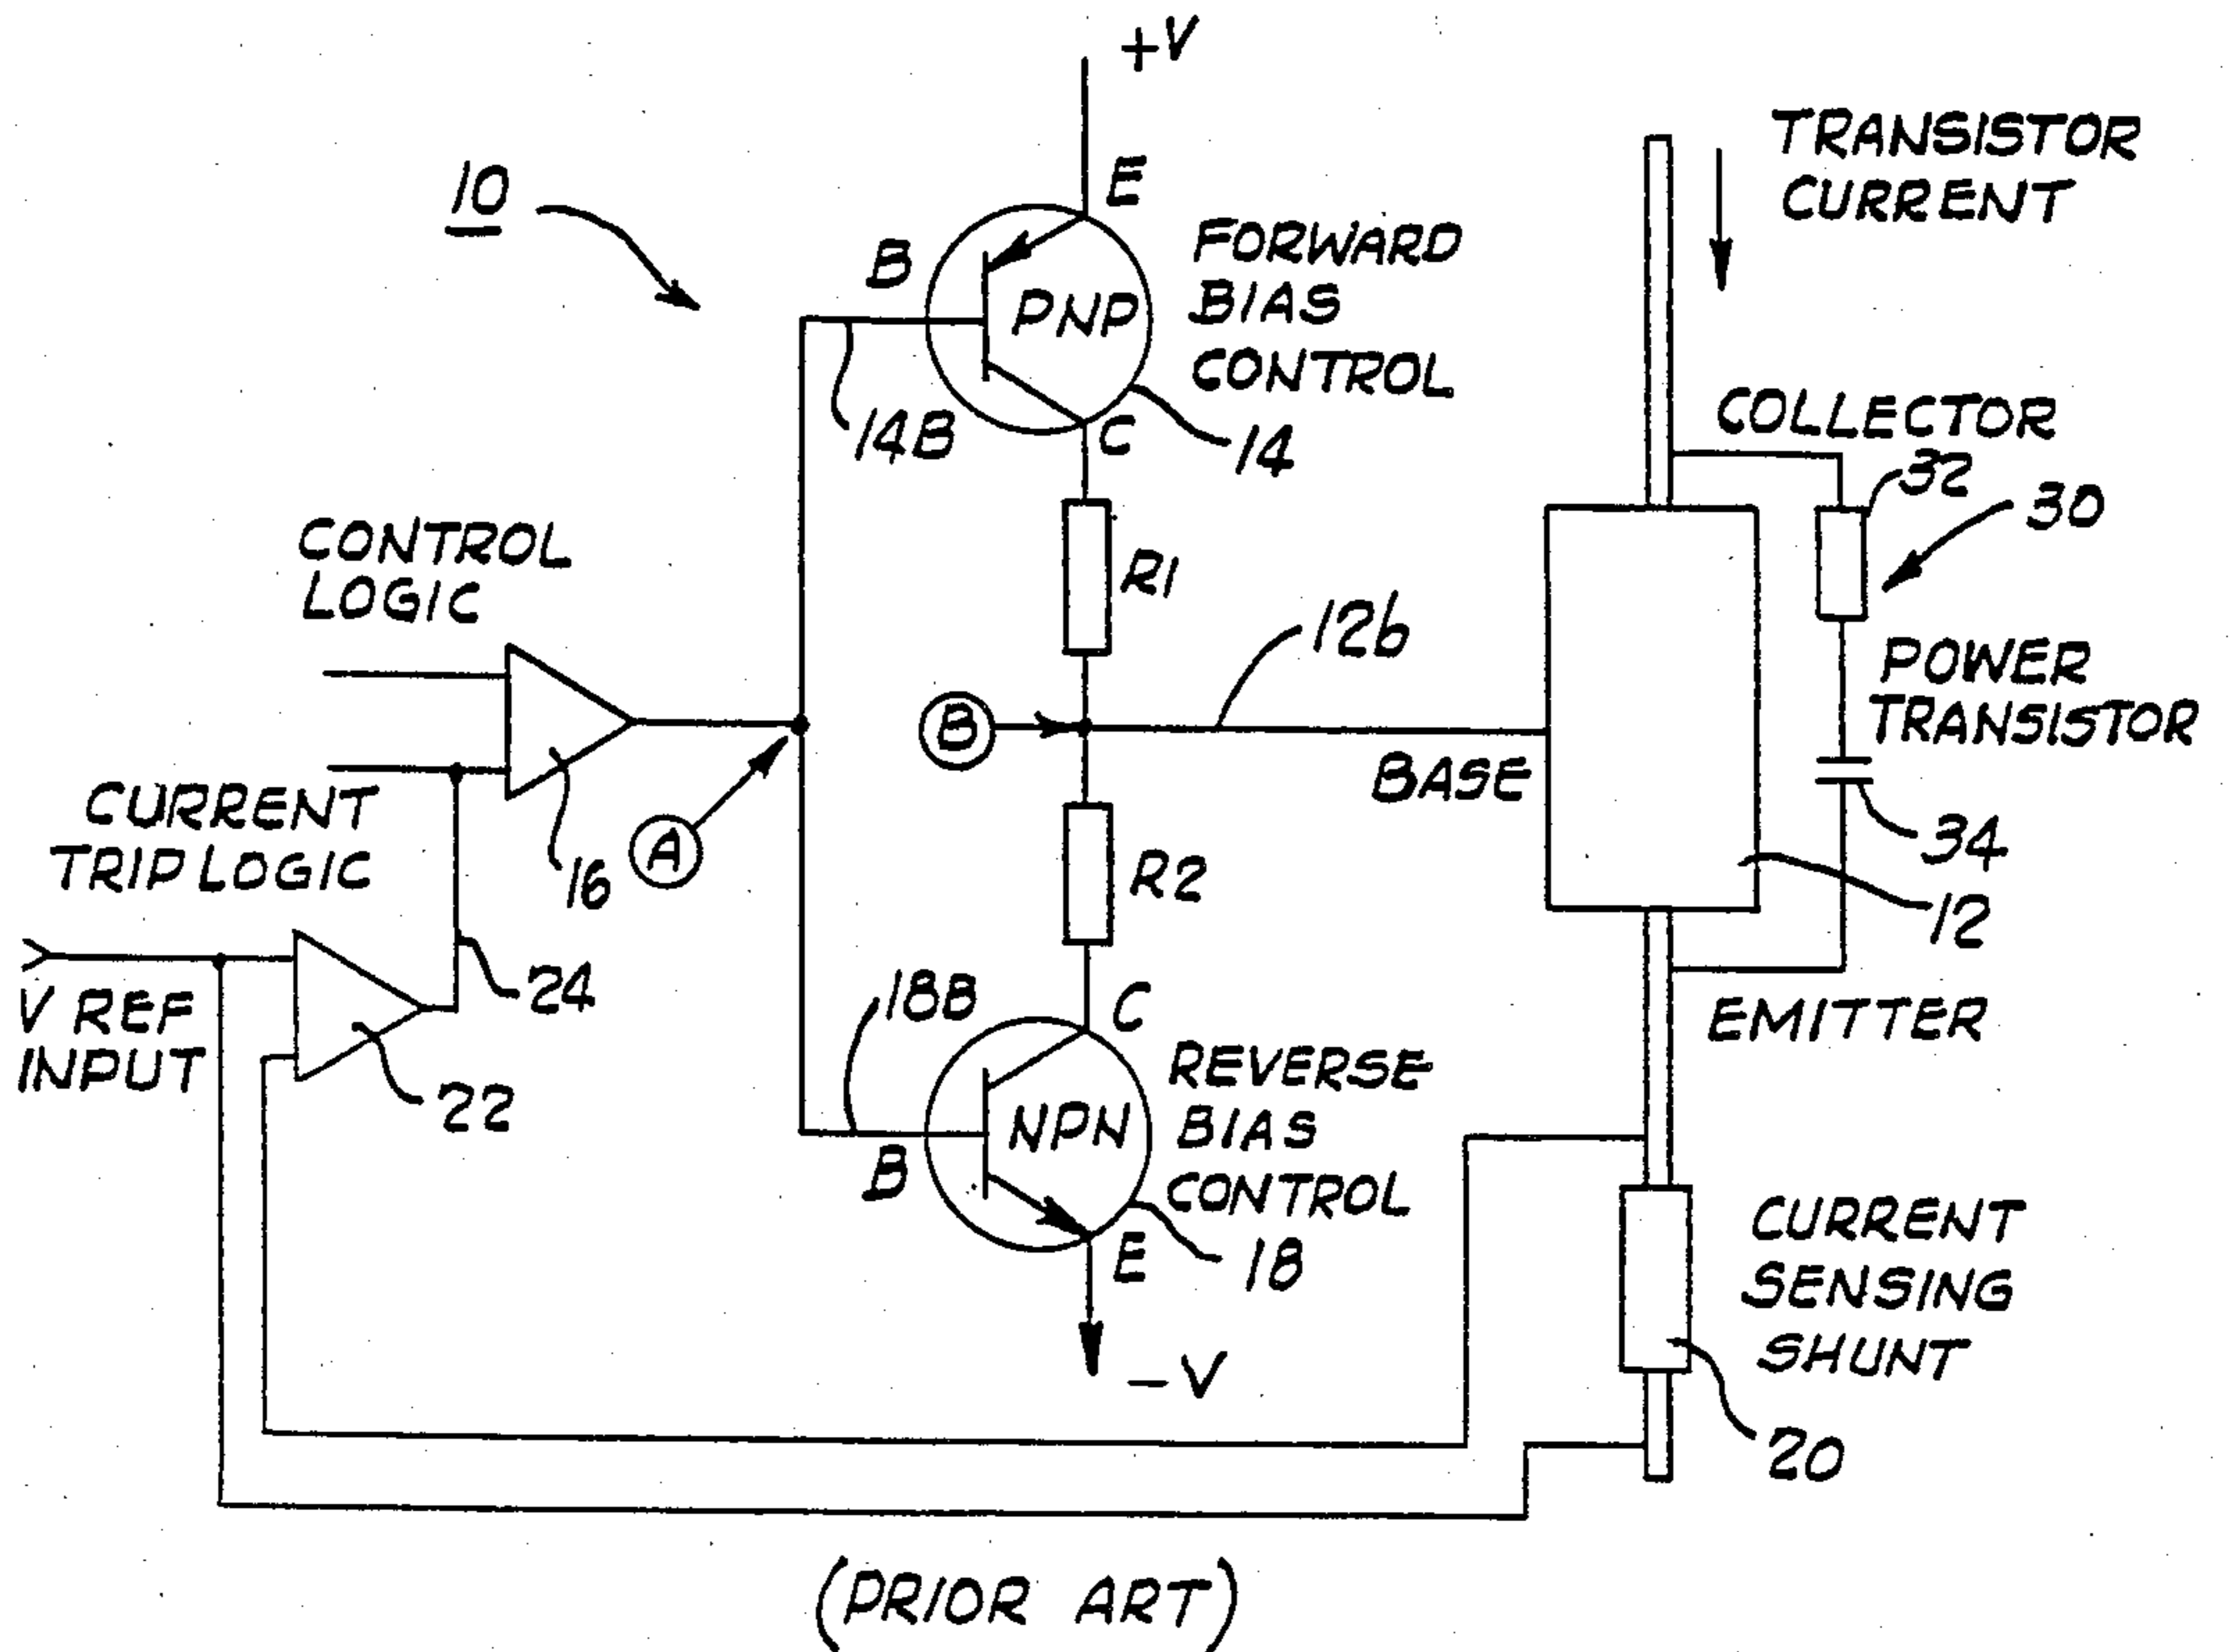 +V
TRANSISTOR
CURRENT
10
E
B
PNP
FORWARD
BIAS
CONTROL
14B
C
14
COLLECTOR
32
30
CONTROL
LOGIC
R1
12b
POWER
TRANSISTOR
B
BASE
CURRENT
TRIP LOGIC
16
A
R2
34
12
V REF
INPUT
24
22
18B
C
EMITTER
NPN
REVERSE
BIAS
CONTROL
B
E
18
CURRENT
SENSING
SHUNT
-V
20
(PRIOR ART)